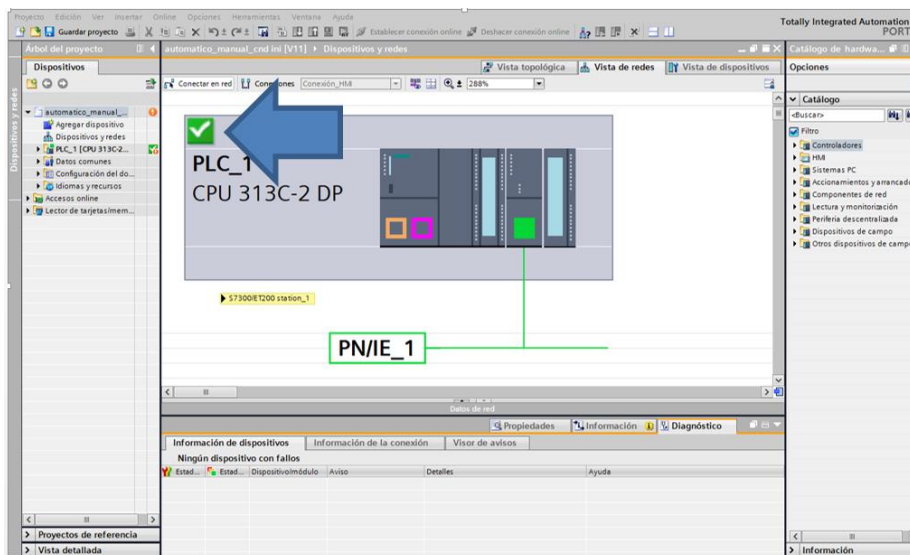 Proyecto Edición Ver Insertar Online Opciones Herramientas Ventana Ayuda
Totally Integrated Automation
PORT
Guardar proyecto Establecer conexión online Deshacer conexión online
Árbol del proyecto
automatico_manual_cnd ini [V11] Dispositivos y redes
Catálogo de hardwa...
Dispositivos
Vista topológica Vista de redes Vista de dispositivos
Opciones
Conectar en red Conexiones Conexión_HMI 288%
Catálogo
<Buscar>
Filtro
automatico_manual_...
Agregar dispositivo
Dispositivos y redes
PLC_1 [CPU 313C-2...
Datos comunes
Configuración del do...
Idiomas y recursos
Accesos online
Lector de tarjetas/mem...
Dispositivos y redes
PLC_1
CPU 313C-2 DP
S7300/ET200 station_1
PN/IE_1
Controladores
HMI
Sistemas PC
Accionamientos y arrancado
Componentes de red
Lectura y monitorización
Periferia descentralizada
Dispositivos de campo
Otros dispositivos de campo
Datos de red
Propiedades Información Diagnóstico
Información de dispositivos Información de la conexión Visor de avisos
Ningún dispositivo con fallos
Estad... Estad... Dispositivo/módulo Aviso Detalles Ayuda
Proyectos de referencia
Vista detallada
Información